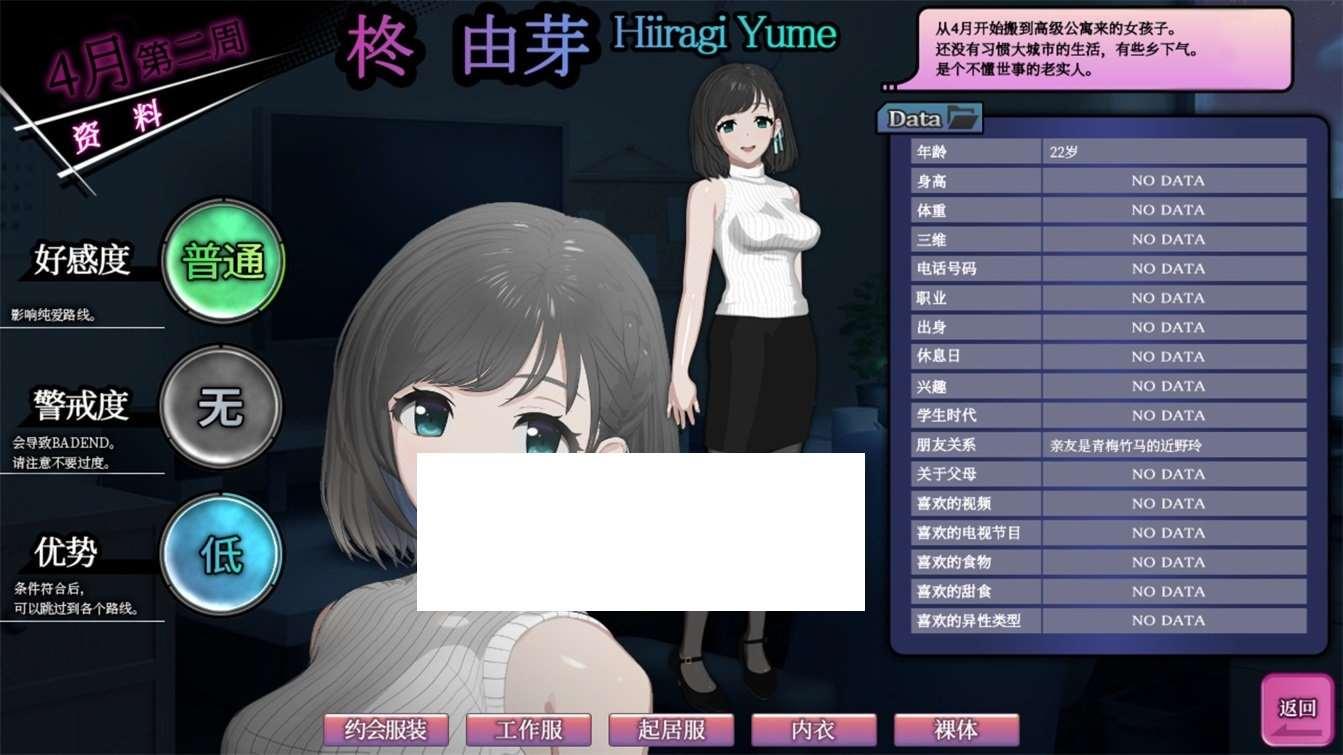 4月第二周
资料
柊 由芽 Hiiragi Yume
从4月开始搬到高级公寓来的女孩子。
还没有习惯大城市的生活，有些乡下气。
是个不懂世事的老实人。
好感度
普通
影响纯爱路线。
警戒度
无
会导致BADEND。
请注意不要过度。
优势
低
条件符合后，
可以跳过到各个路线。
Data
年龄 22岁
身高 NO DATA
体重 NO DATA
三维 NO DATA
电话号码 NO DATA
职业 NO DATA
出身 NO DATA
休息日 NO DATA
兴趣 NO DATA
学生时代 NO DATA
朋友关系 亲友是青梅竹马的近野玲
关于父母 NO DATA
喜欢的视频 NO DATA
喜欢的电视节目 NO DATA
喜欢的食物 NO DATA
喜欢的甜食 NO DATA
喜欢的异性类型 NO DATA
约会服装 工作服 起居服 内衣 裸体
返回